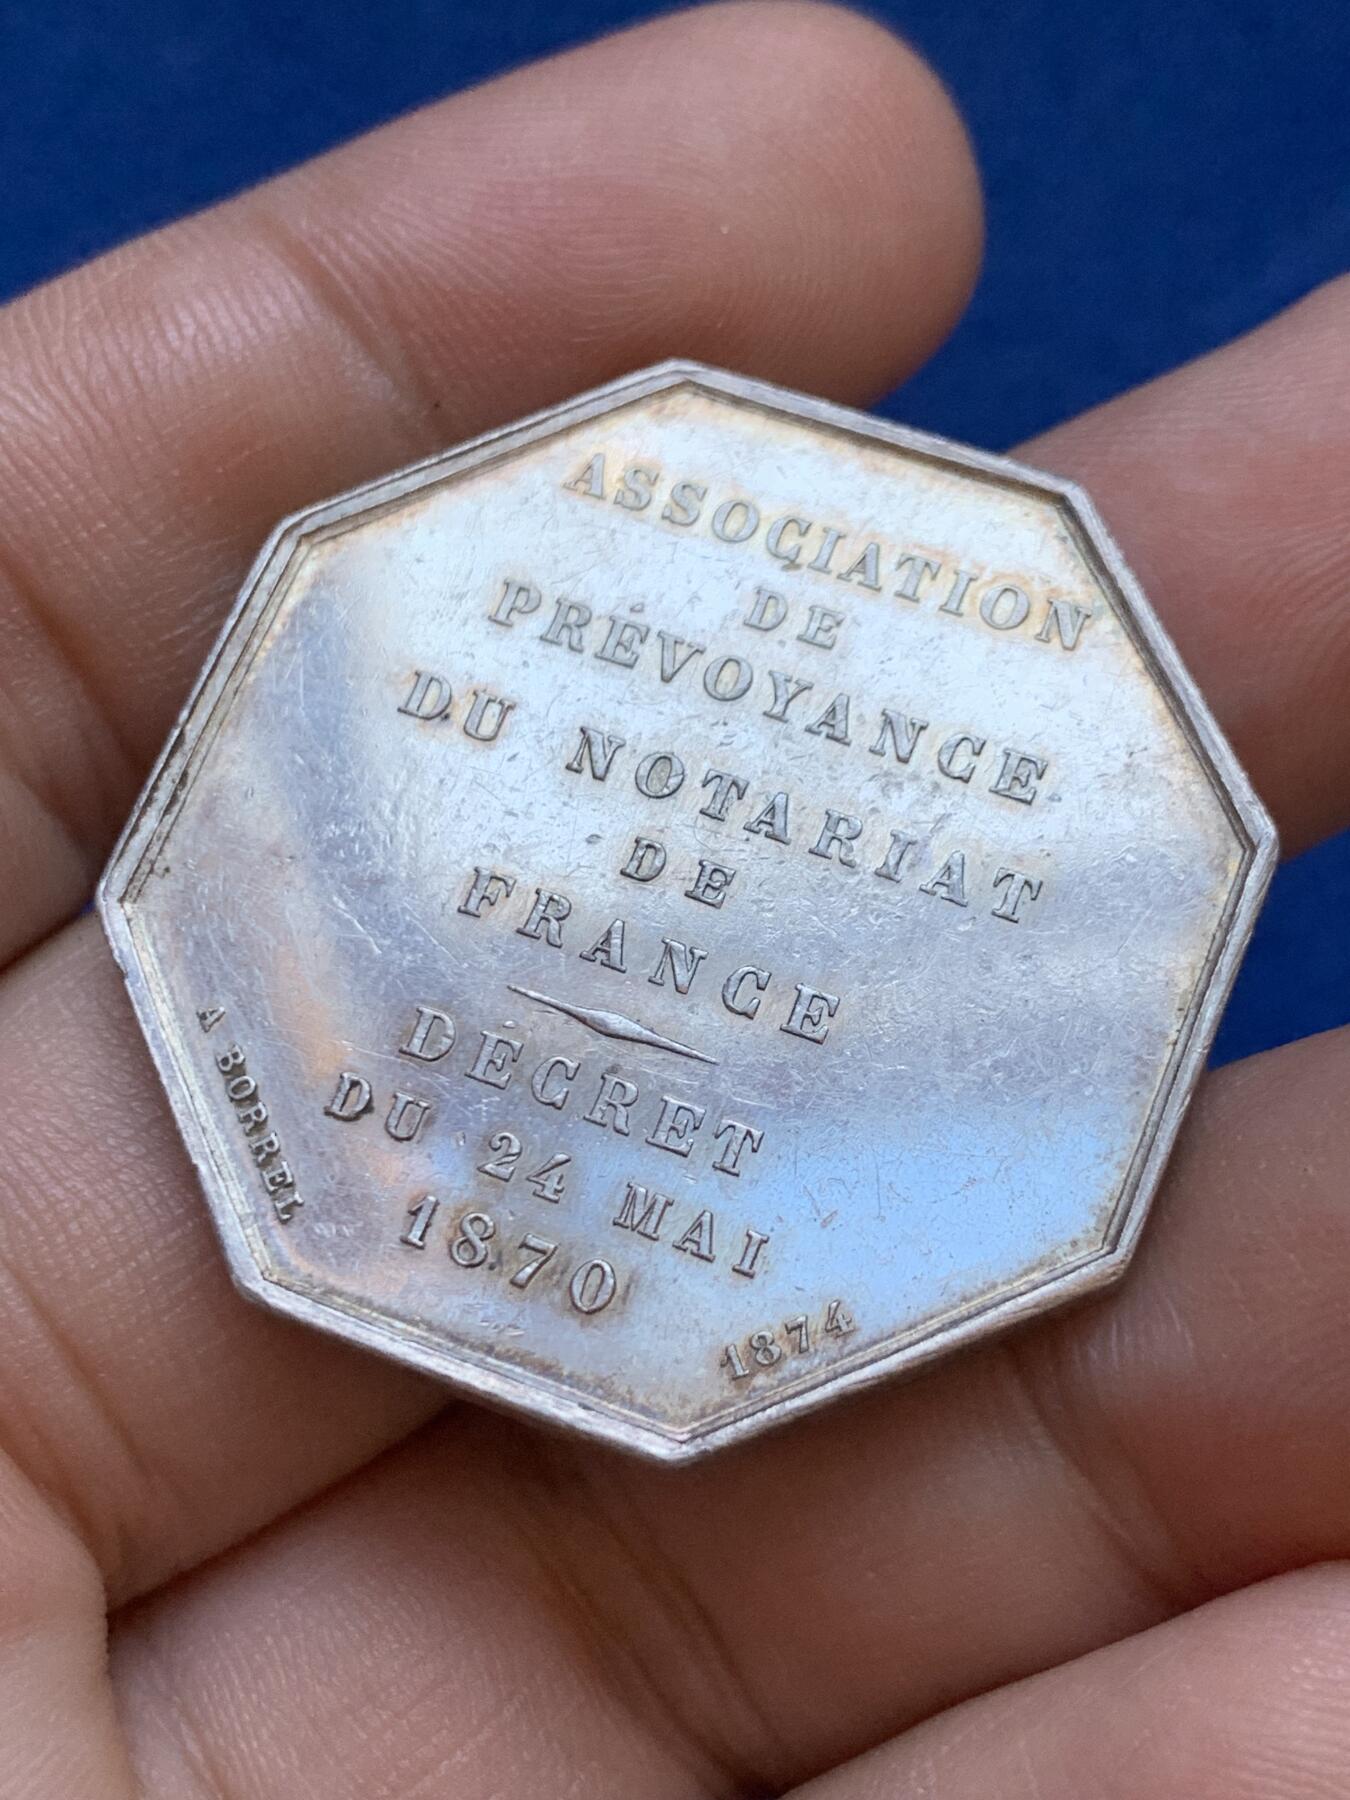 ASSOCIATION
DE
PRÉVOYANCE
DU NOTARIAT
DE
FRANCE
DÉCRET
DU 24 MAI
1870
A BORREL
1874